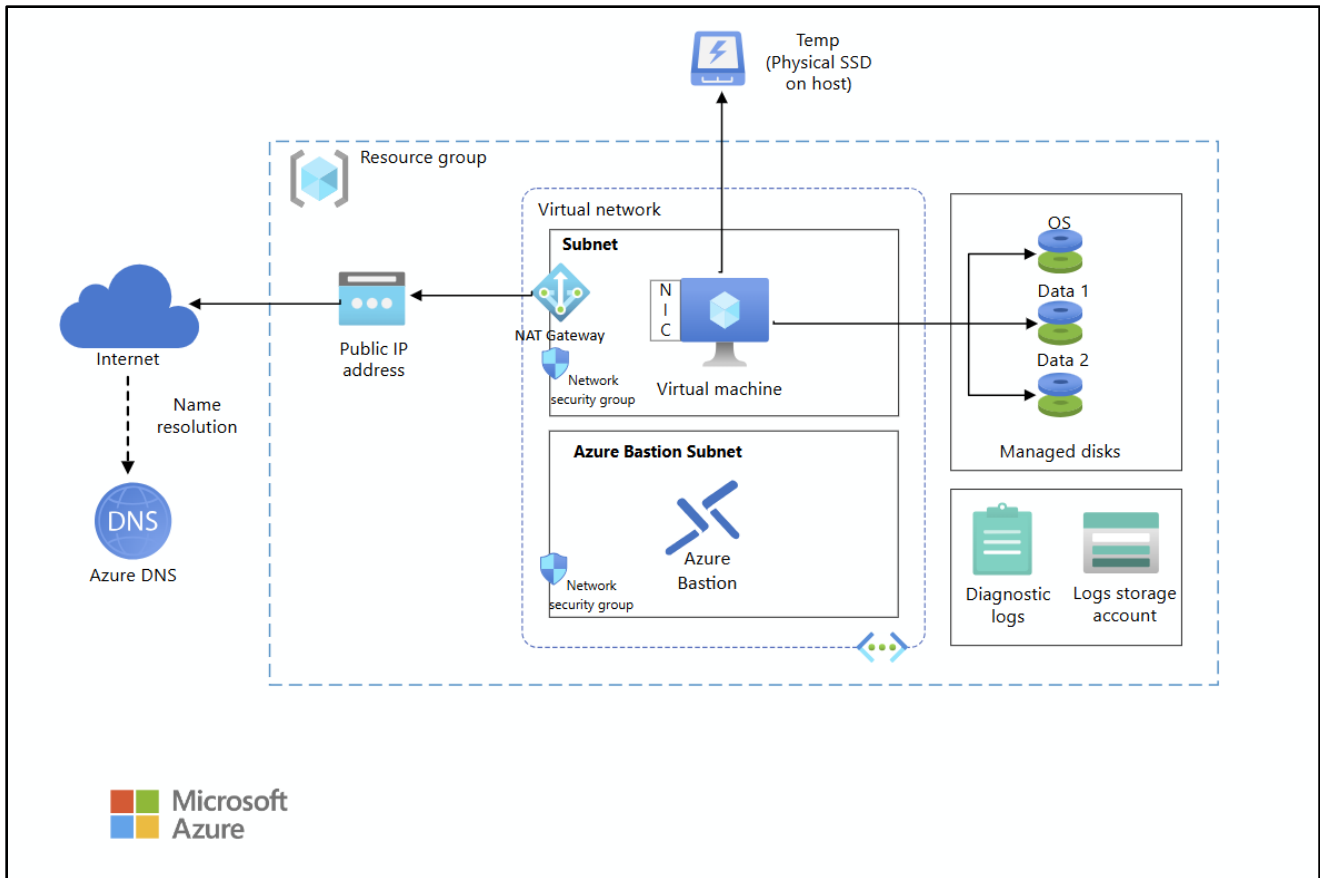 Temp
(Physical SSD
on host)
Resource group
Virtual network
Subnet
OS
N
I
C
Data 1
NAT Gateway
Public IP
address
Internet
Data 2
Network
security group
Virtual machine
Name
resolution
Managed disks
Azure Bastion Subnet
DNS
Azure DNS
Azure
Bastion
Network
security group
Diagnostic
logs
Logs storage
account
Microsoft
Azure